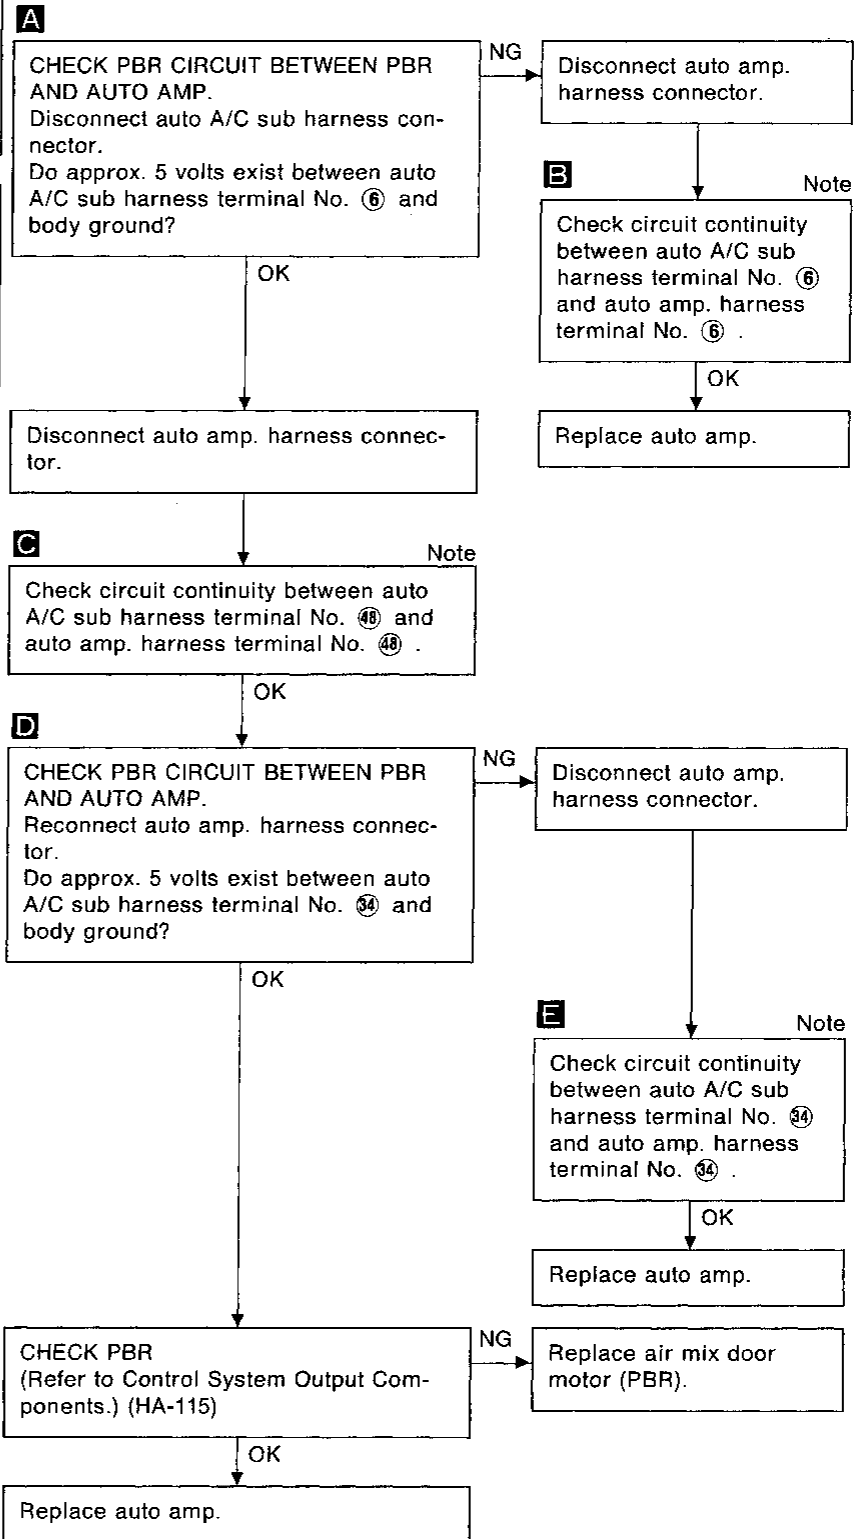 A
CHECK PBR CIRCUIT BETWEEN PBR
AND AUTO AMP.
Disconnect auto A/C sub harness con-
nector.
Do approx. 5 volts exist between auto
A/C sub harness terminal No. ⑥ and
body ground?
NG
Disconnect auto amp.
harness connector.
B
Note
Check circuit continuity
between auto A/C sub
harness terminal No. ⑥
and auto amp. harness
terminal No. ⑥ .
OK
Replace auto amp.
OK
Disconnect auto amp. harness connec-
tor.
C
Note
Check circuit continuity between auto
A/C sub harness terminal No. ㊽ and
auto amp. harness terminal No. ㊽ .
OK
D
CHECK PBR CIRCUIT BETWEEN PBR
AND AUTO AMP.
Reconnect auto amp. harness connec-
tor.
Do approx. 5 volts exist between auto
A/C sub harness terminal No. ㉞ and
body ground?
NG
Disconnect auto amp.
harness connector.
E
Note
Check circuit continuity
between auto A/C sub
harness terminal No. ㉞
and auto amp. harness
terminal No. ㉞ .
OK
Replace auto amp.
OK
CHECK PBR
(Refer to Control System Output Com-
ponents.) (HA-115)
NG
Replace air mix door
motor (PBR).
OK
Replace auto amp.